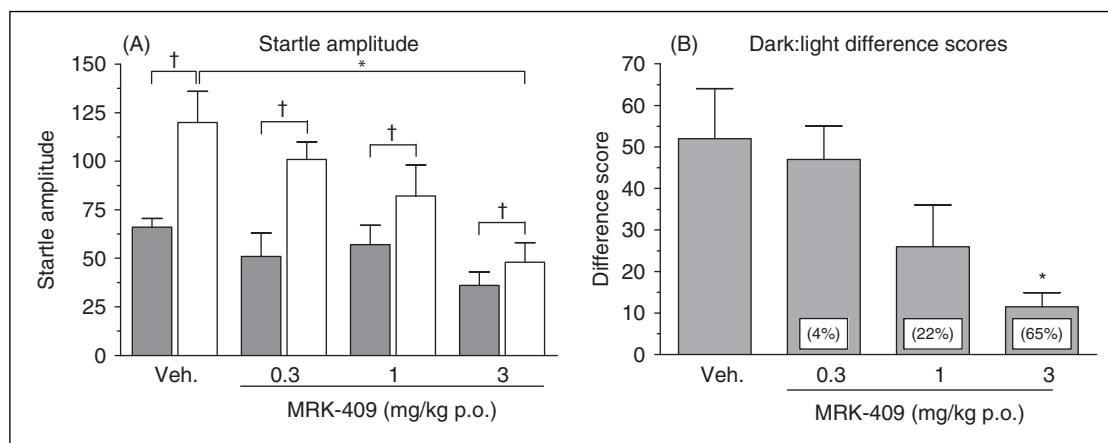 (A) Startle amplitude
Startle amplitude
150
125
100
75
50
25
0
†
*
†
†
†
Veh. 0.3 1 3
MRK-409 (mg/kg p.o.)
(B) Dark:light difference scores
Difference score
70
60
50
40
30
20
10
0
*
(4%) (22%) (65%)
Veh. 0.3 1 3
MRK-409 (mg/kg p.o.)